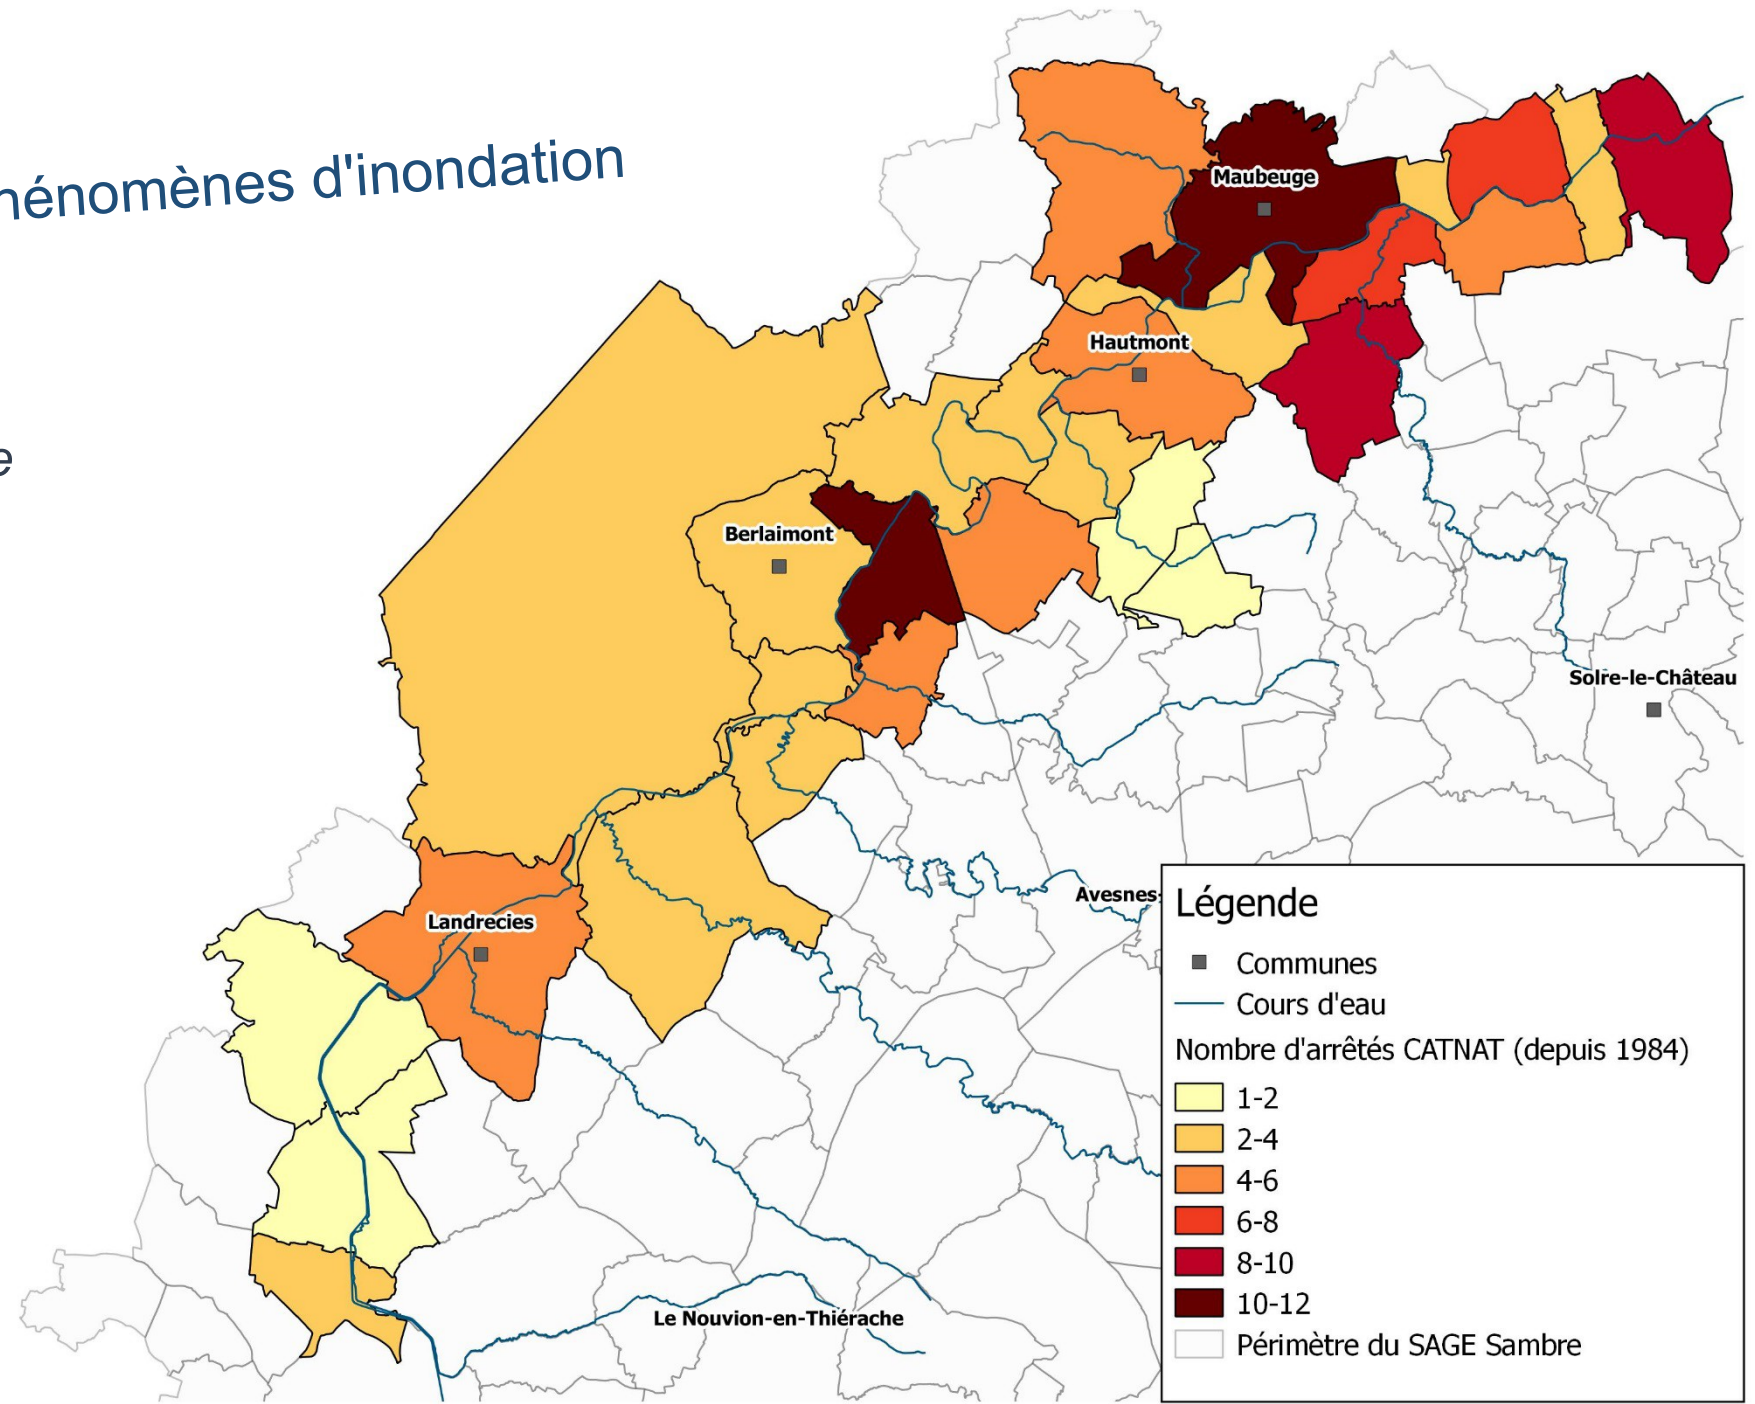 hénomènes d'inondation
e
Maubeuge
Hautmont
Berlaimont
Solre-le-Château
Avesnes-
Landrecies
Le Nouvion-en-Thiérache
Légende
Communes
Cours d'eau
Nombre d'arrêtés CATNAT (depuis 1984)
1-2
2-4
4-6
6-8
8-10
10-12
Périmètre du SAGE Sambre